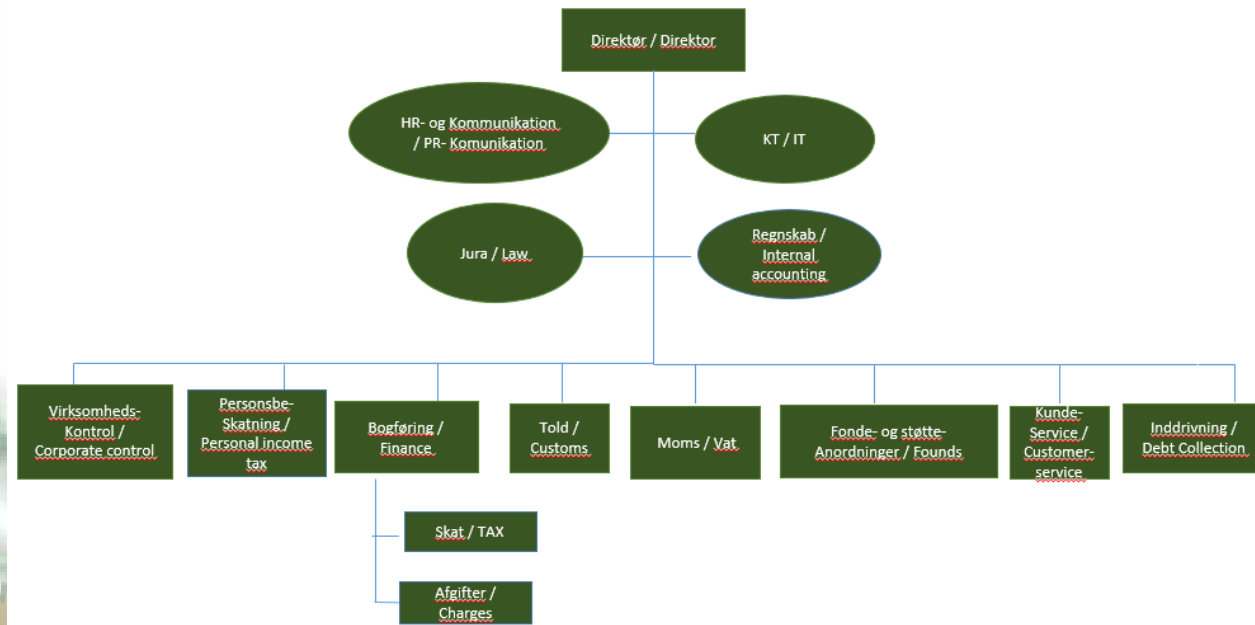 Direktør / Direktor
HR- og Kommunikation
/ PR- Komunikation
KT / IT
Jura / Law
Regnskab /
Internal
accounting
Virksomheds-
Kontrol /
Corporate control
Personsbe-
Skatning /
Personal income
tax
Bogføring /
Finance
Told /
Customs
Moms / Vat
Fonde- og støtte-
Anordninger / Founds
Kunde-
Service /
Customer-
service
Inddrivning /
Debt Collection
Skat / TAX
Afgifter /
Charges